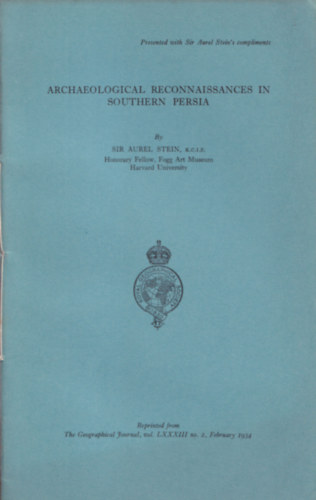 Presented with Sir Aurel Stein's compliments
ARCHAEOLOGICAL RECONNAISSANCES IN
SOUTHERN PERSIA
By
SIR AUREL STEIN, K.C.I.E.
Honorary Fellow, Fogg Art Museum
Harvard University
Reprinted from
The Geographical Journal, vol. LXXXIII no. 2, February 1934